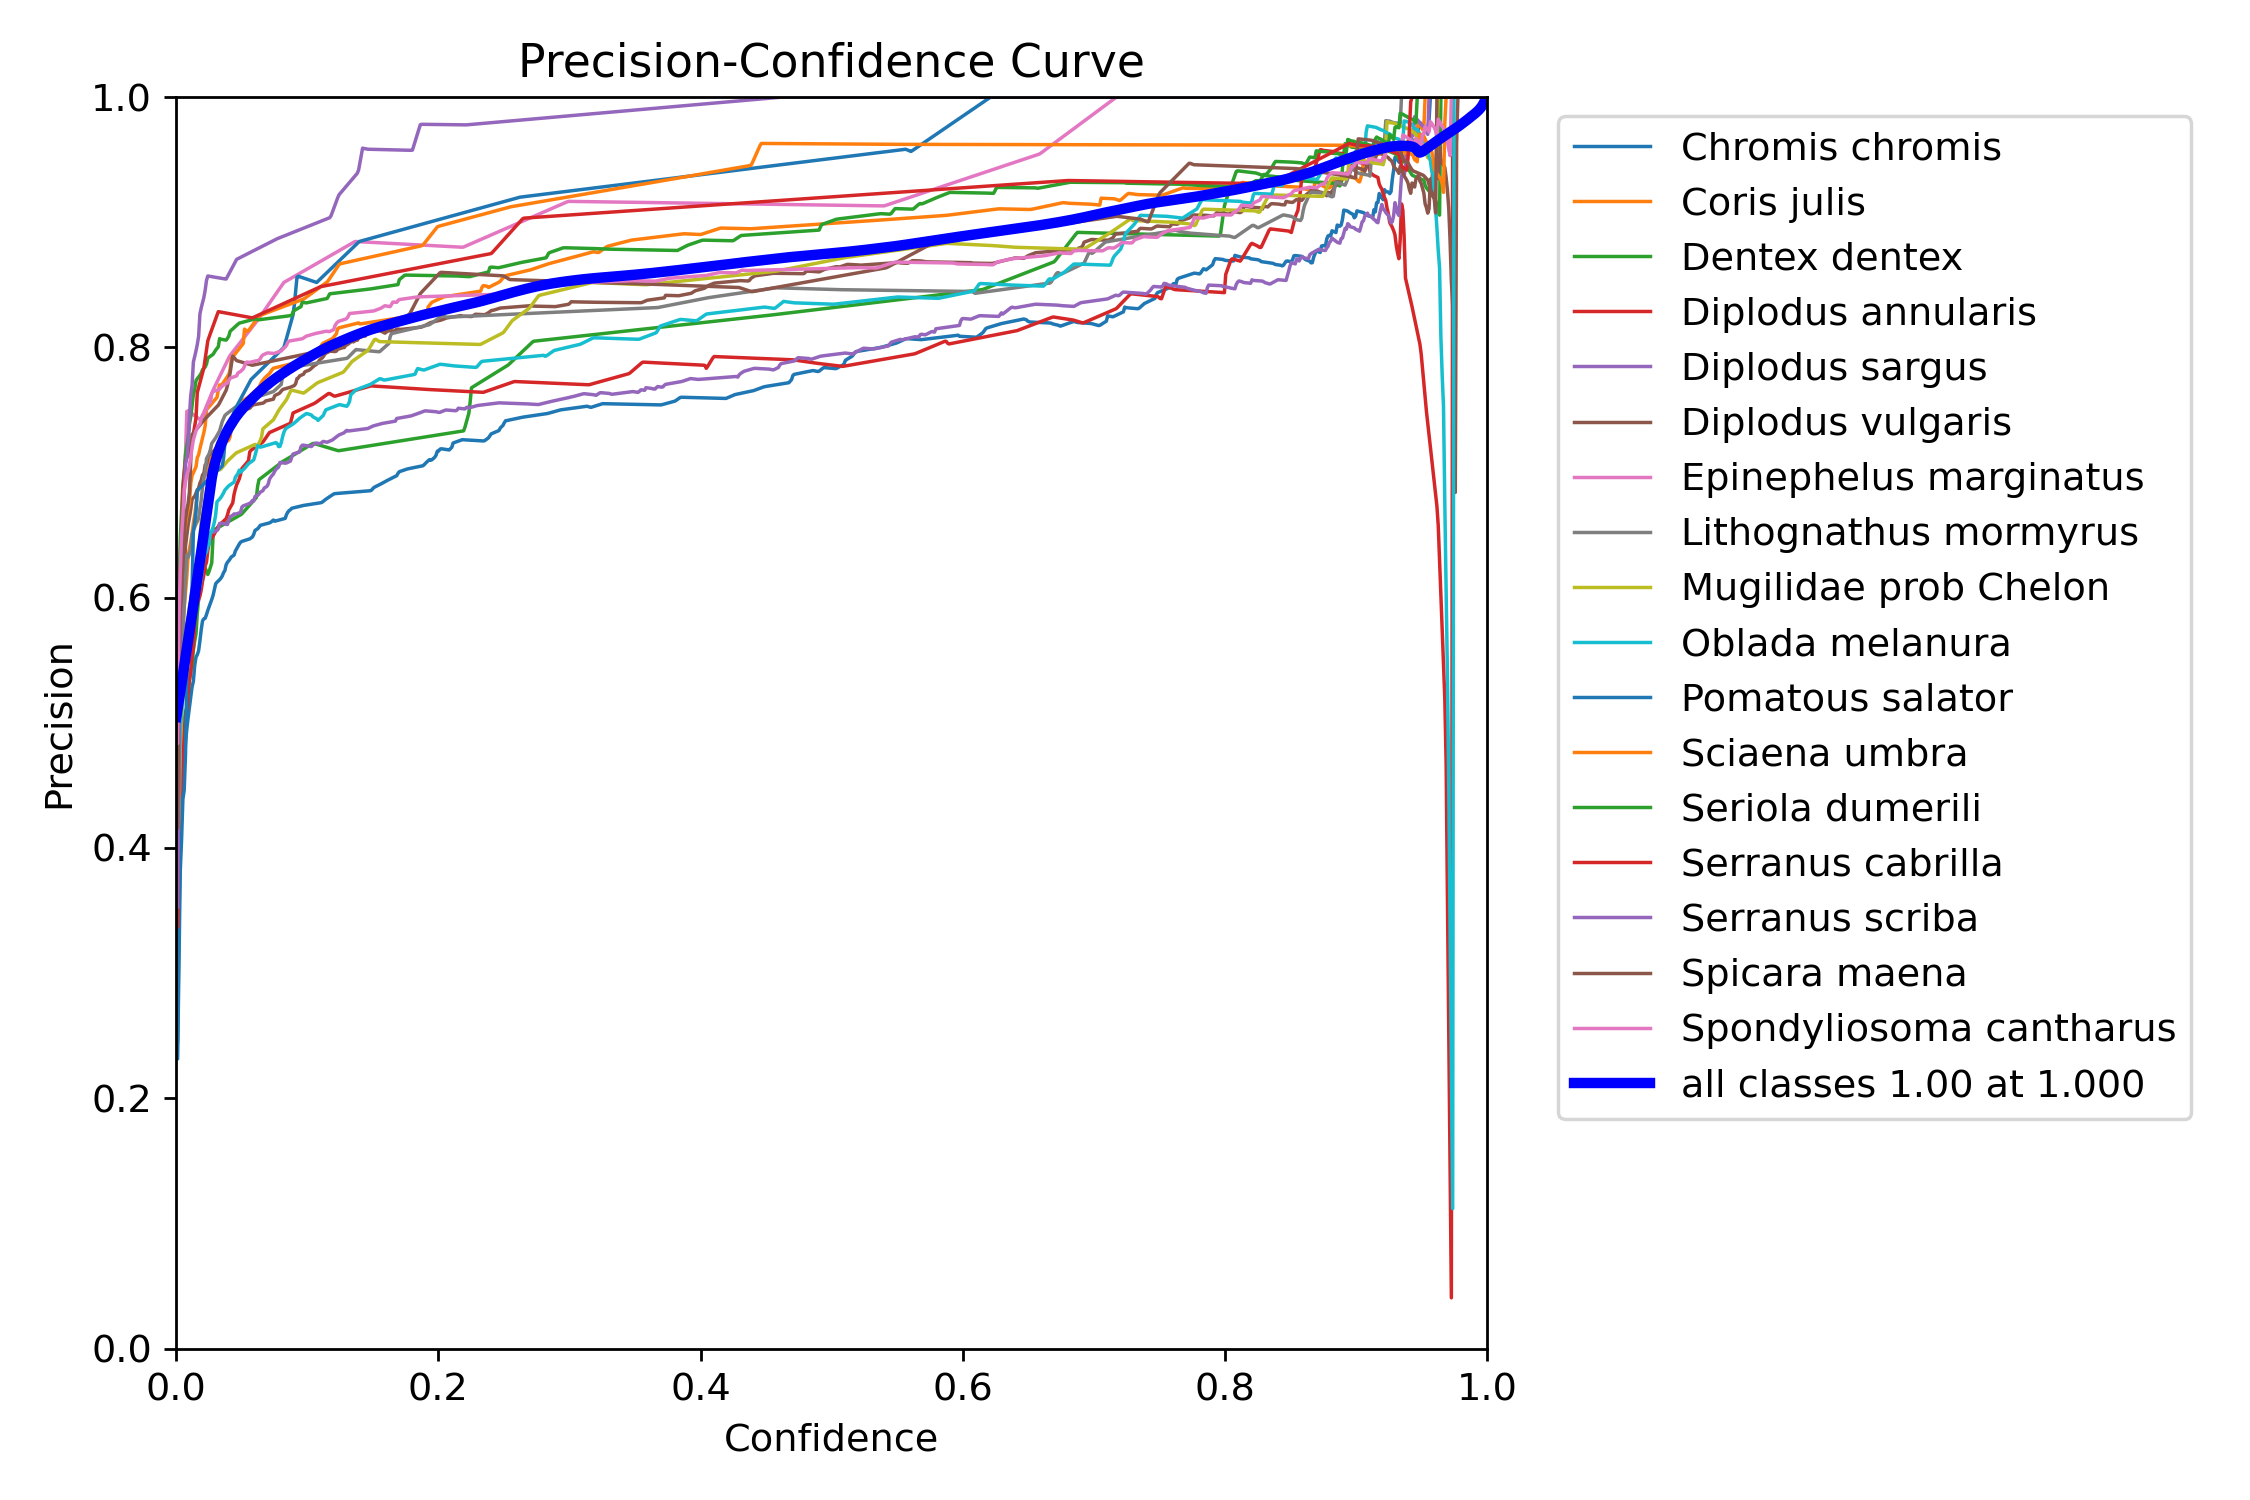 Precision-Confidence Curve
1.0
0.8
0.6
0.4
0.2
0.0
Precision
0.0 0.2 0.4 0.6 0.8 1.0
Confidence
Chromis chromis
Coris julis
Dentex dentex
Diplodus annularis
Diplodus sargus
Diplodus vulgaris
Epinephelus marginatus
Lithognathus mormyrus
Mugilidae prob Chelon
Oblada melanura
Pomatous salator
Sciaena umbra
Seriola dumerili
Serranus cabrilla
Serranus scriba
Spicara maena
Spondyliosoma cantharus
all classes 1.00 at 1.000